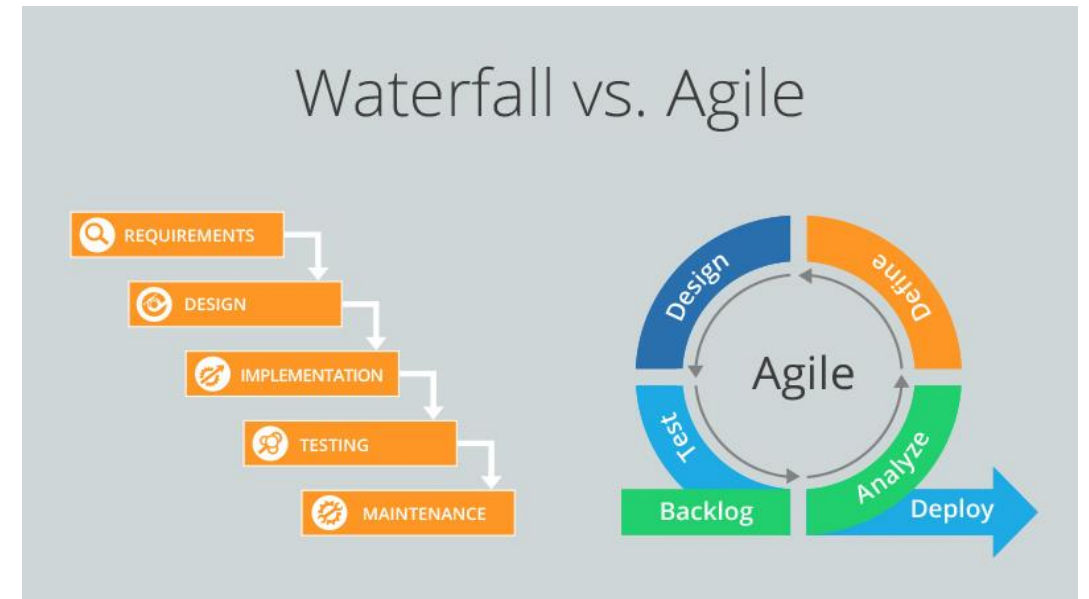 Waterfall vs. Agile
REQUIREMENTS
DESIGN
IMPLEMENTATION
TESTING
MAINTENANCE
Design
Define
Agile
Test
Analyze
Backlog
Deploy